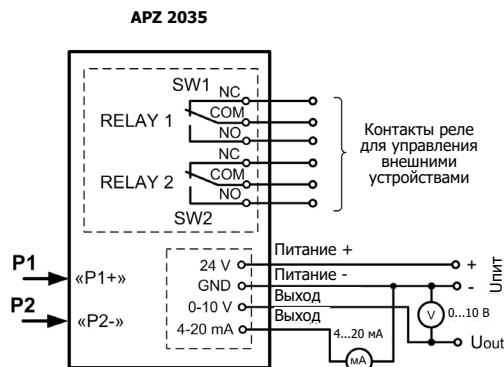 APZ 2035
SW1
NC
RELAY 1
COM
NO
NC
RELAY 2
COM
NO
SW2
Контакты реле
для управления
внешними
устройствами
P1
«P1+»
P2
«P2-»
24 V
GND
0-10 V
4-20 mA
Питание +
Питание -
Выход
Выход
+
-
Uпит
V
0...10 В
Uout
4...20 мА
мА